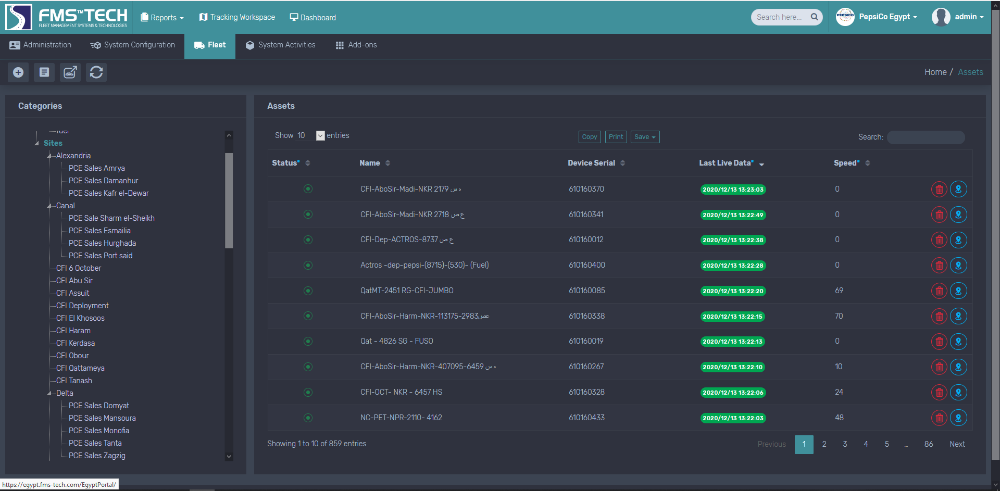 FMS™TECH
FLEET MANAGEMENT SYSTEMS & TECHNOLOGIES
Reports
Tracking Workspace
Dashboard
Search here...
PEPSICO
PepsiCo Egypt
admin
Administration
System Configuration
Fleet
System Activities
Add-ons
Home / Assets
Categories
fuel
Sites
Alexandria
PCE Sales Amrya
PCE Sales Damanhur
PCE Sales Kafr el-Dewar
Canal
PCE Sale Sharm el-Sheikh
PCE Sales Esmailia
PCE Sales Hurghada
PCE Sales Port said
CFI 6 October
CFI Abu Sir
CFI Assuit
CFI Deployment
CFI El Khosoos
CFI Haram
CFI Kerdasa
CFI Obour
CFI Qattameya
CFI Tanash
Delta
PCE Sales Domyat
PCE Sales Mansoura
PCE Sales Monofia
PCE Sales Tanta
PCE Sales Zagzig
Assets
Show 10 entries
Copy Print Save
Search:
Status* Name Device Serial Last Live Data* Speed*
CFI-AboSir-Madi-NKR 2179 ه س 610160370 2020/12/13 13:23:03 0
CFI-AboSir-Madi-NKR 2718 ع ص 610160341 2020/12/13 13:22:49 0
CFI-Dep-ACTROS-8737 ع ص 610160012 2020/12/13 13:22:38 0
Actros -dep-pepsi-(8715)-(530)- (Fuel) 610160400 2020/12/13 13:22:28 0
QatMT-2451 RG-CFI-JUMBO 610160085 2020/12/13 13:22:20 69
CFI-AboSir-Harm-NKR-113175-2983عص 610160338 2020/12/13 13:22:15 70
Qat - 4826 SG - FUSO 610160019 2020/12/13 13:22:13 0
CFI-AboSir-Harm-NKR-407095-6459 ه س 610160267 2020/12/13 13:22:10 10
CFI-OCT- NKR - 6457 HS 610160328 2020/12/13 13:22:06 24
NC-PET-NPR-2110- 4162 610160433 2020/12/13 13:22:03 48
Showing 1 to 10 of 859 entries
Previous 1 2 3 4 5 … 86 Next
https://egypt.fms-tech.com/EgyptPortal/